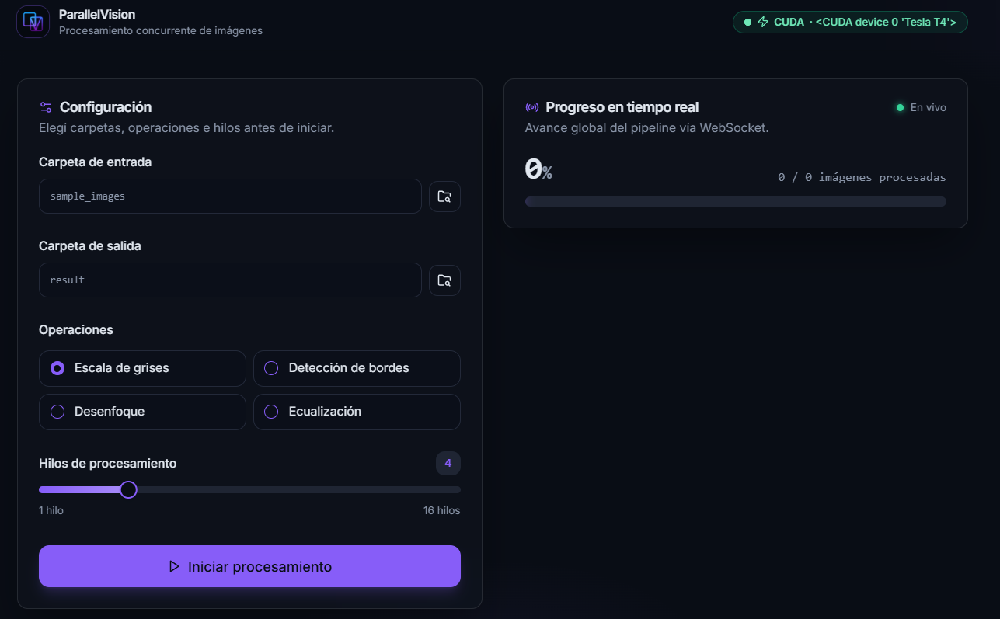 ParallelVision
Procesamiento concurrente de imágenes
CUDA · <CUDA device 0 'Tesla T4'>
Configuración
Elegí carpetas, operaciones e hilos antes de iniciar.
Carpeta de entrada
sample_images
Carpeta de salida
result
Operaciones
Escala de grises
Detección de bordes
Desenfoque
Ecualización
Hilos de procesamiento
4
1 hilo
16 hilos
Iniciar procesamiento
Progreso en tiempo real
En vivo
Avance global del pipeline vía WebSocket.
0%
0 / 0 imágenes procesadas